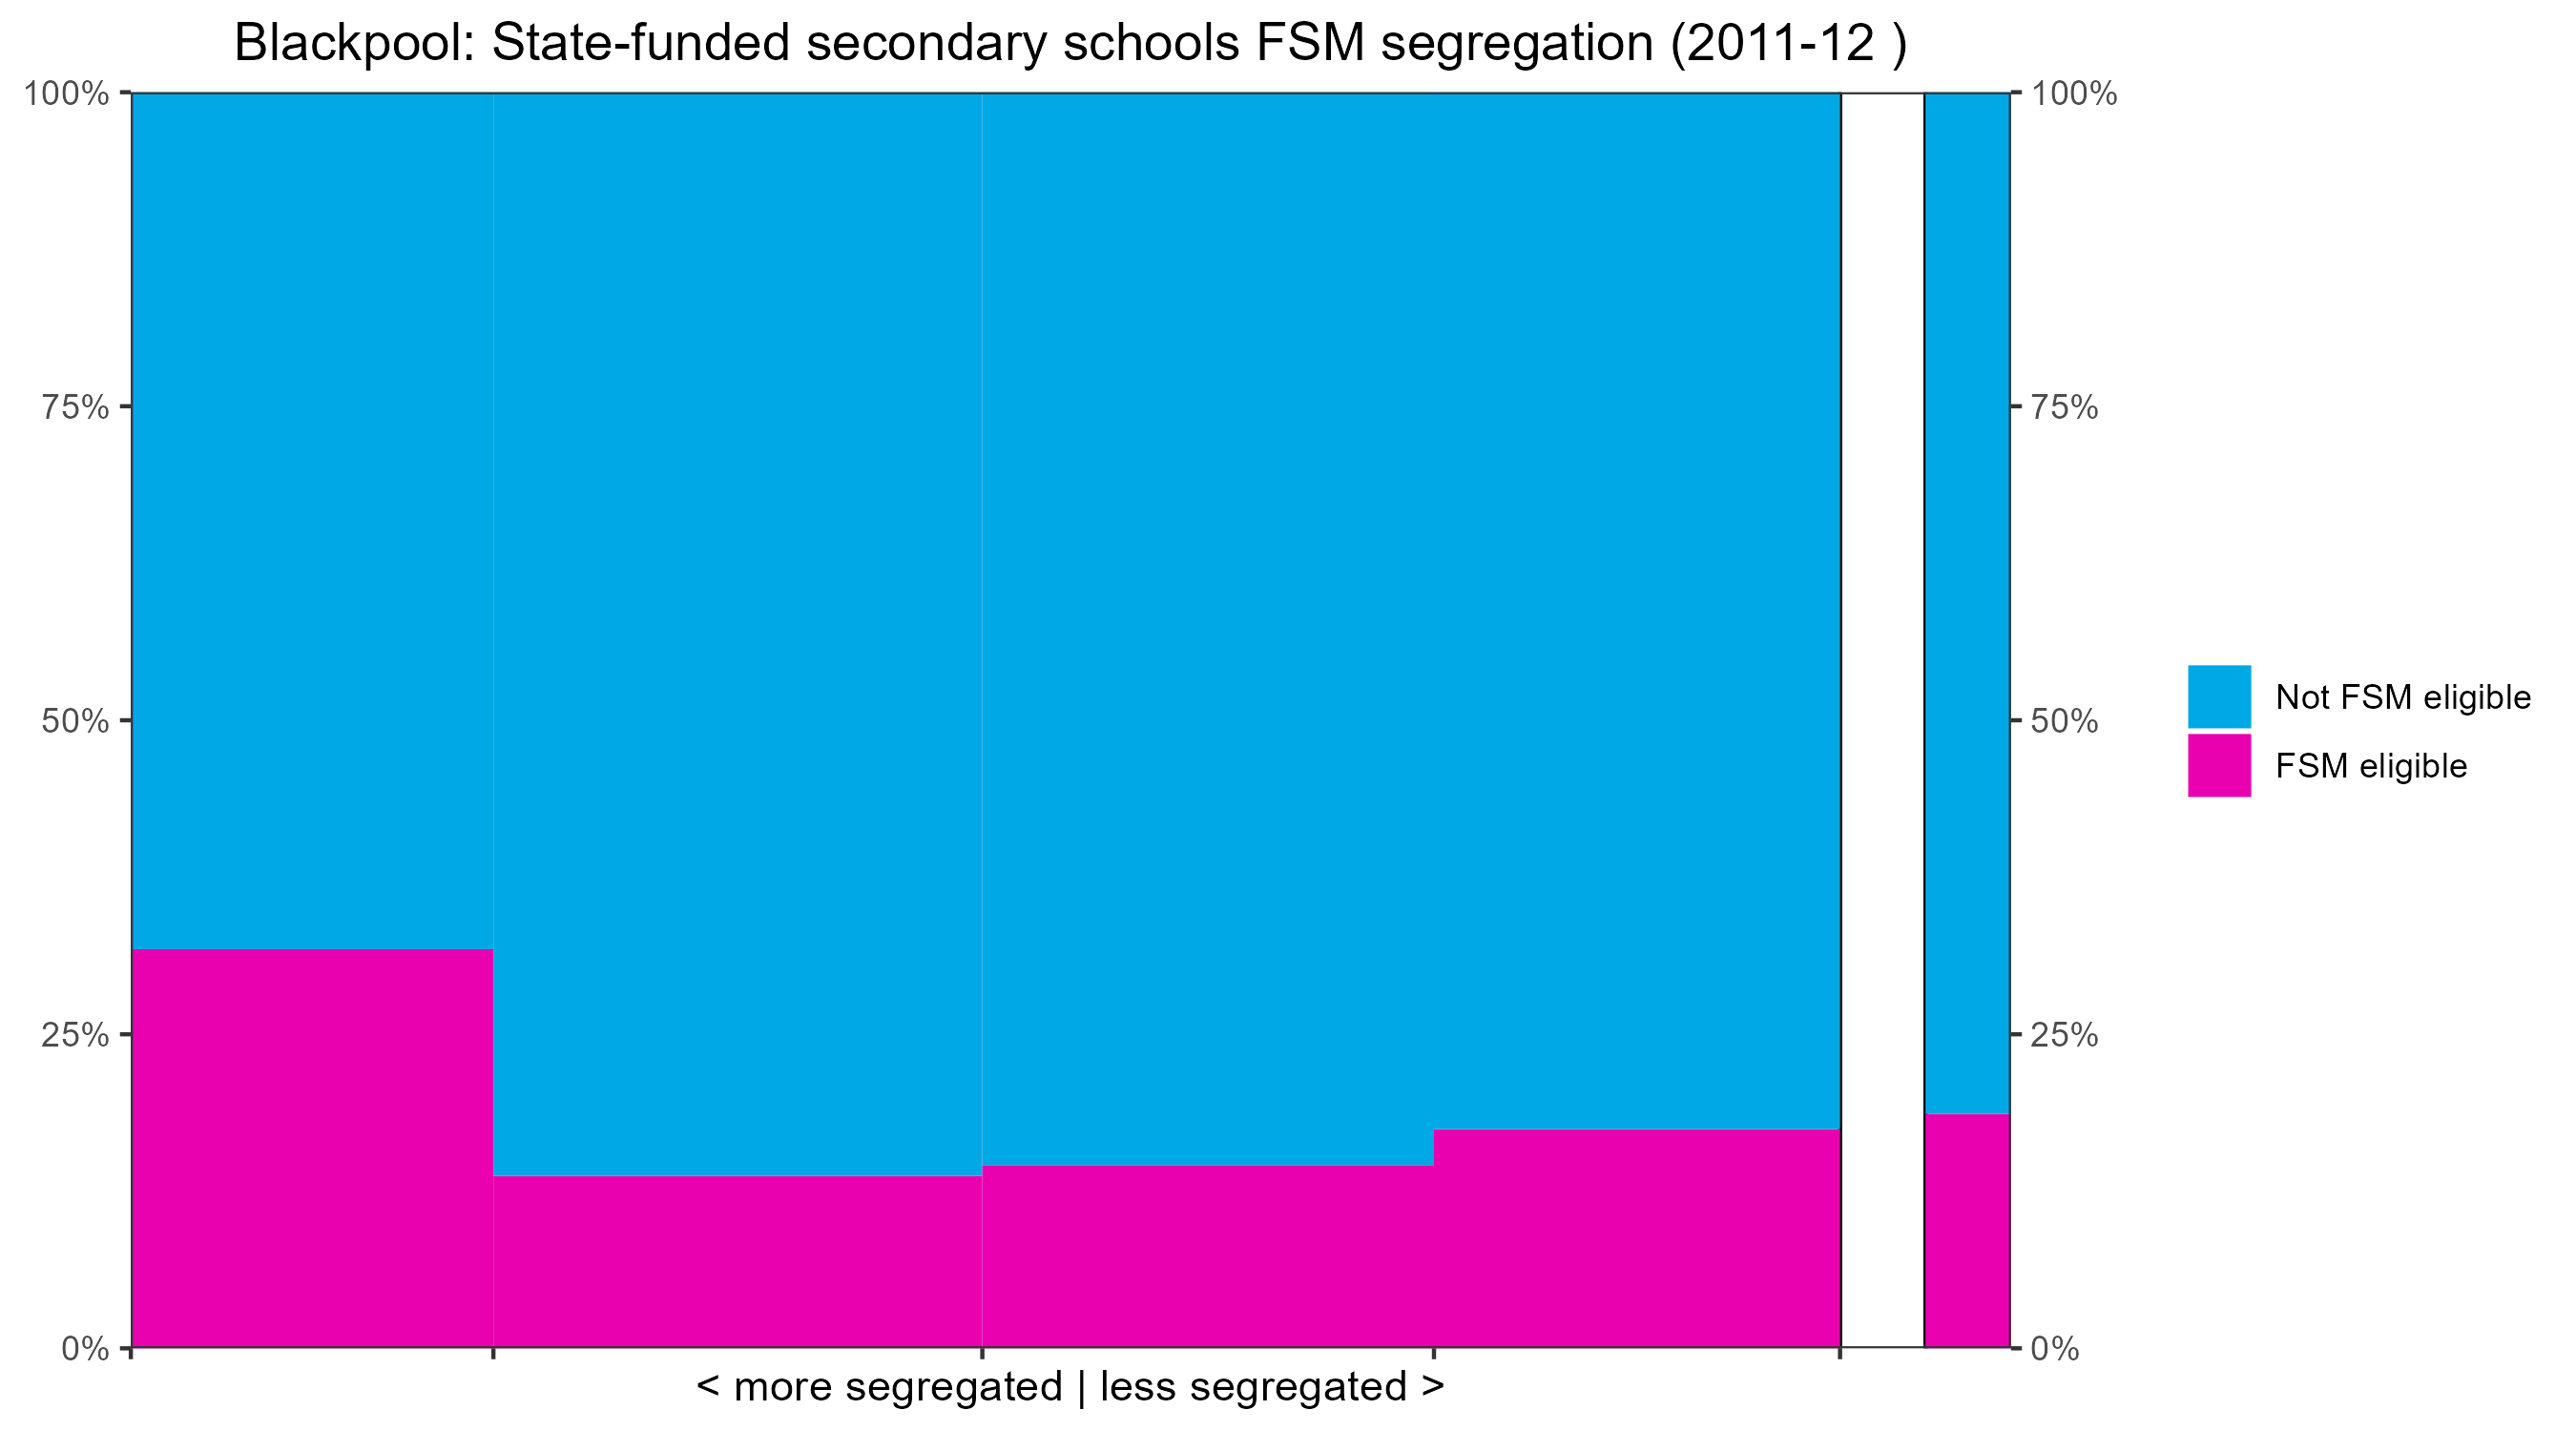 Blackpool: State-funded secondary schools FSM segregation (2011-12 )
100%
75%
50%
25%
0%
100%
75%
50%
25%
0%
Not FSM eligible
FSM eligible
< more segregated | less segregated >